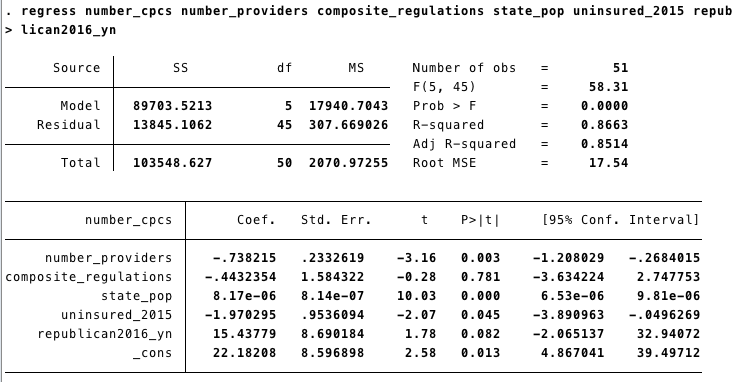 . regress number_cpcs number_providers composite_regulations state_pop uninsured_2015 repub
> lican2016_yn
Source SS df MS Number of obs = 51
F(5, 45) = 58.31
Model 89703.5213 5 17940.7043 Prob > F = 0.0000
Residual 13845.1062 45 307.669026 R-squared = 0.8663
Adj R-squared = 0.8514
Total 103548.627 50 2070.97255 Root MSE = 17.54
number_cpcs Coef. Std. Err. t P>|t| [95% Conf. Interval]
number_providers -.738215 .2332619 -3.16 0.003 -1.208029 -.2684015
composite_regulations -.4432354 1.584322 -0.28 0.781 -3.634224 2.747753
state_pop 8.17e-06 8.14e-07 10.03 0.000 6.53e-06 9.81e-06
uninsured_2015 -1.970295 .9536094 -2.07 0.045 -3.890963 -.0496269
republican2016_yn 15.43779 8.690184 1.78 0.082 -2.065137 32.94072
_cons 22.18208 8.596898 2.58 0.013 4.867041 39.49712